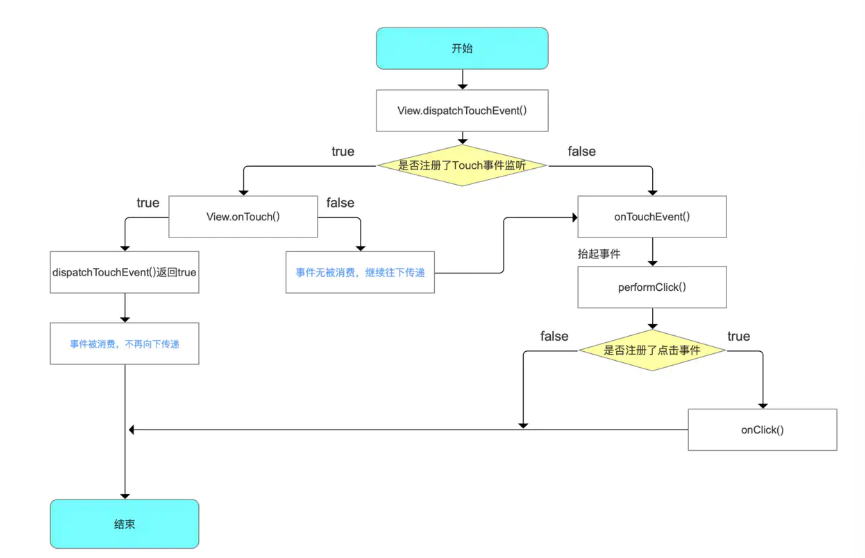 开始
View.dispatchTouchEvent()
true
是否注册了Touch事件监听
false
true
View.onTouch()
false
onTouchEvent()
dispatchTouchEvent()返回true
事件无被消费，继续往下传递
抬起事件
performClick()
事件被消费，不再向下传递
false
是否注册了点击事件
true
onClick()
结束